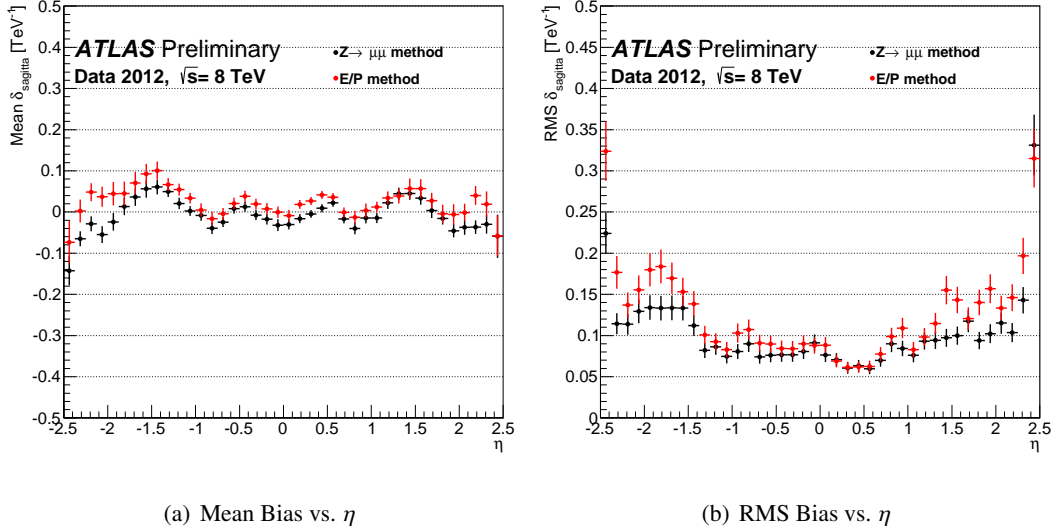 Mean δsagitta [TeV⁻¹]
0.5
0.4
0.3
0.2
0.1
0
-0.1
-0.2
-0.3
-0.4
-0.5
ATLAS Preliminary
Data 2012, √s= 8 TeV
Z→ μμ method
E/P method
-2.5 -2 -1.5 -1 -0.5 0 0.5 1 1.5 2 2.5
η
(a) Mean Bias vs. η
RMS δsagitta [TeV⁻¹]
0.5
0.45
0.4
0.35
0.3
0.25
0.2
0.15
0.1
0.05
0
ATLAS Preliminary
Data 2012, √s= 8 TeV
Z→ μμ method
E/P method
-2.5 -2 -1.5 -1 -0.5 0 0.5 1 1.5 2 2.5
η
(b) RMS Bias vs. η